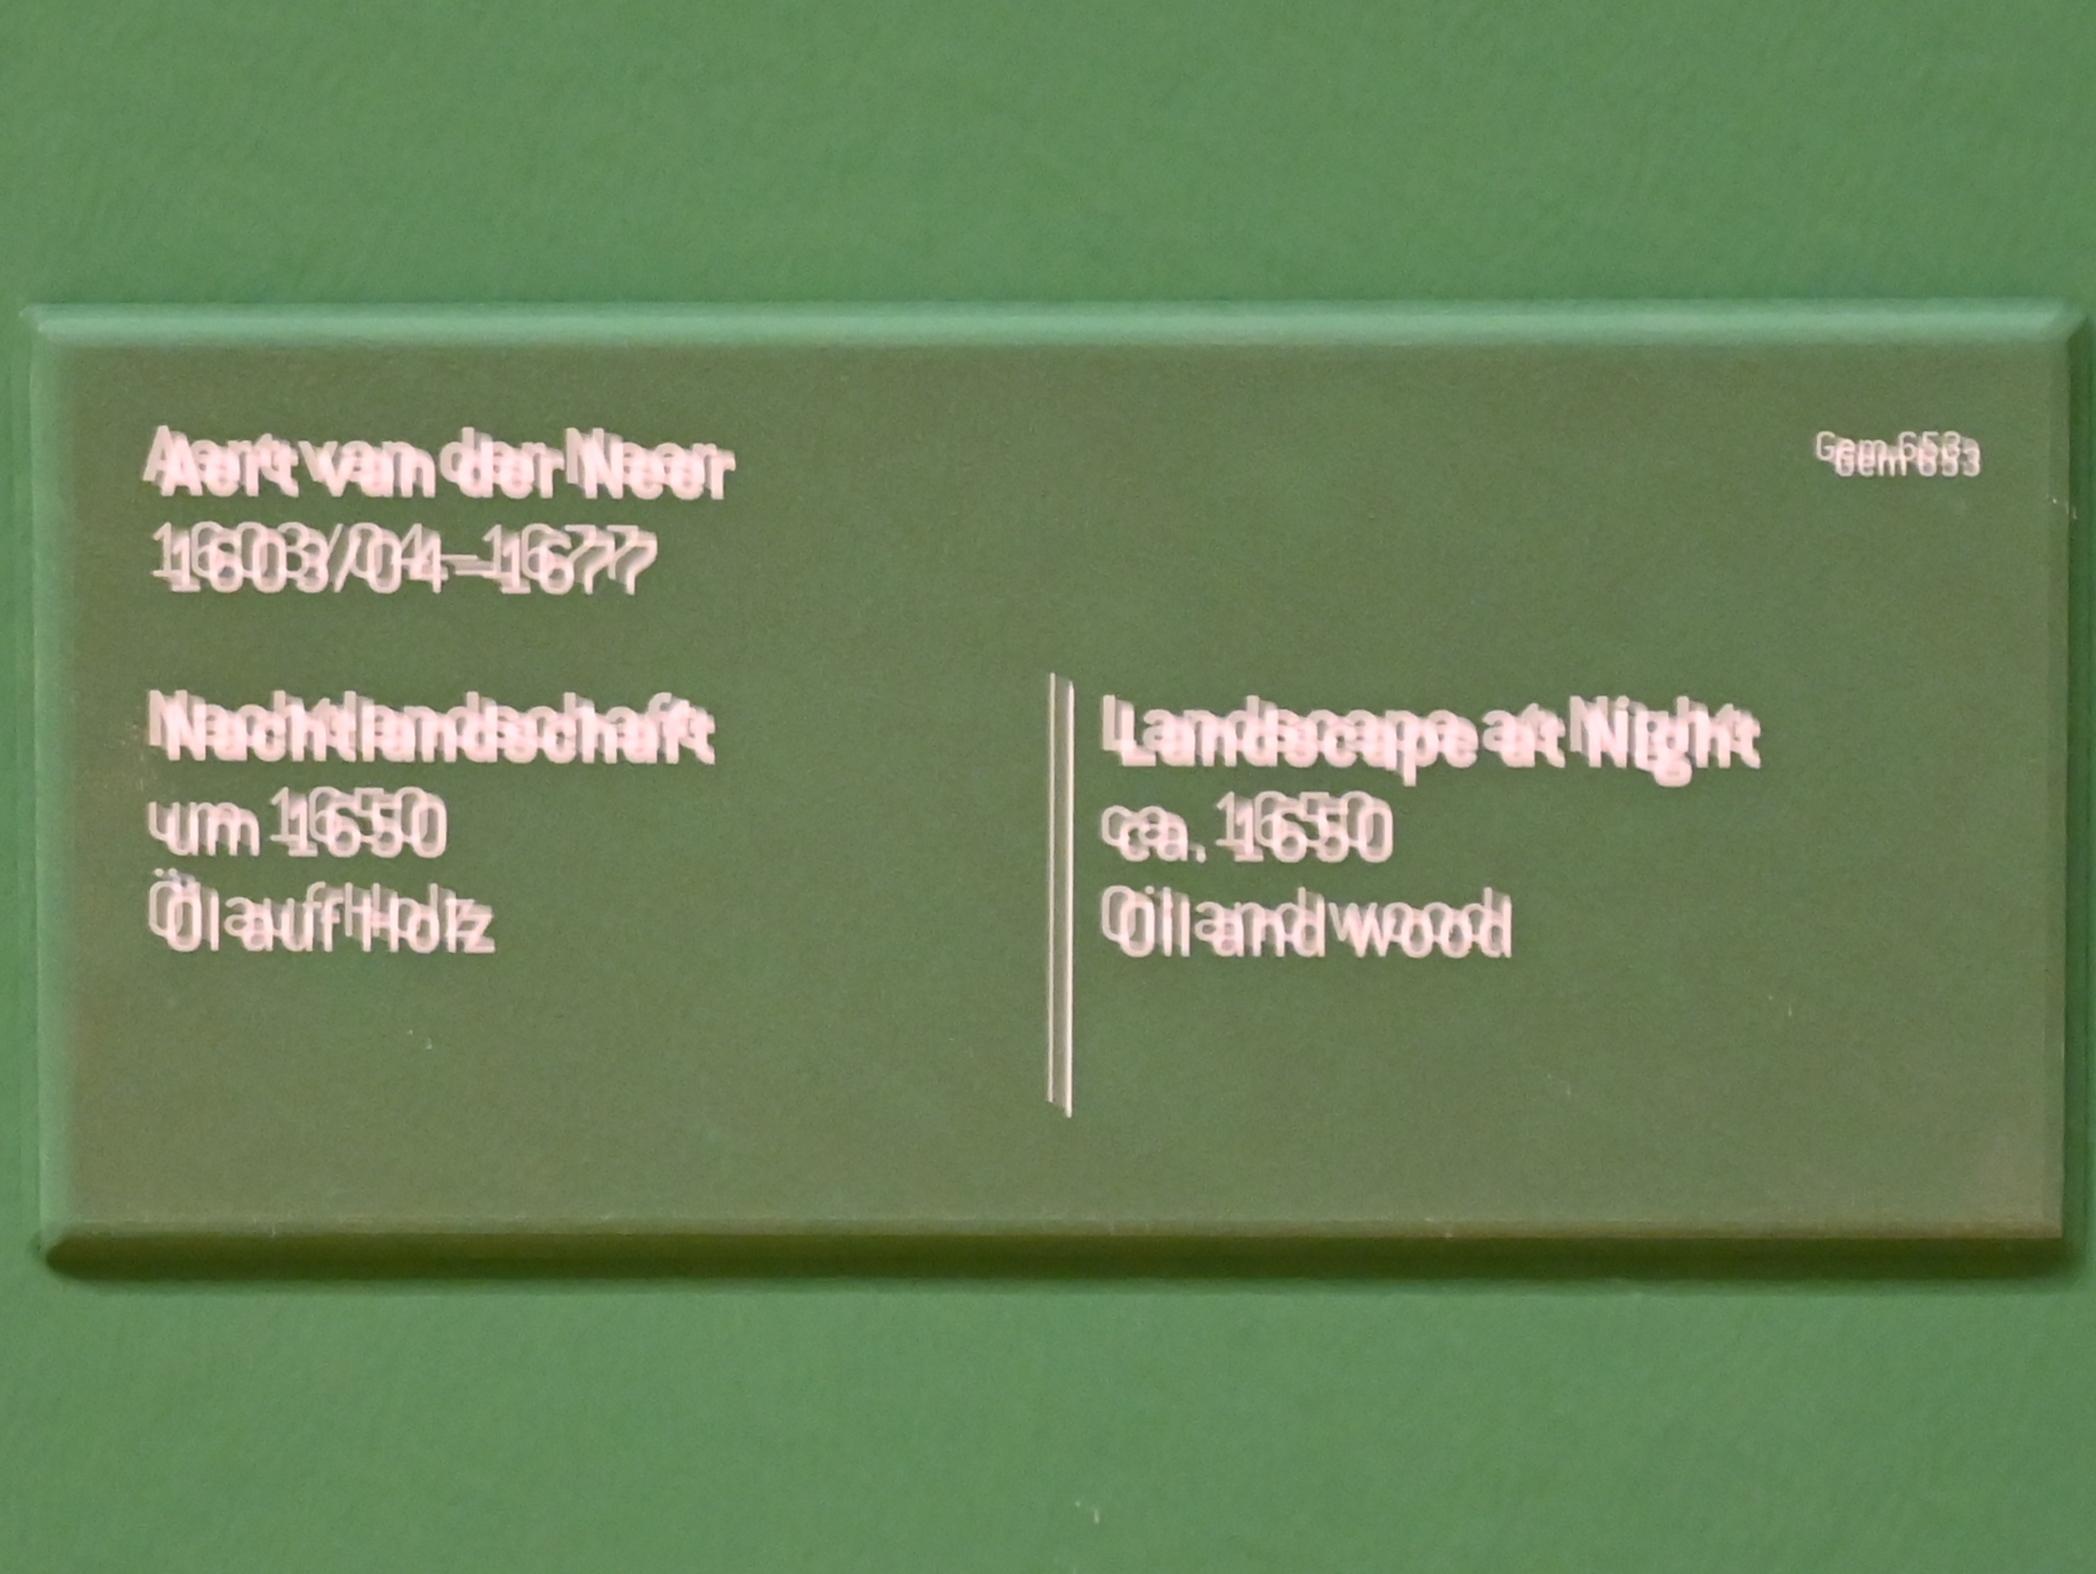 Aert van der Neer
Gem 653
1603/04–1677
Nachtlandschaft
um 1650
Öl auf Holz
Landscape at Night
ca. 1650
Oil and wood